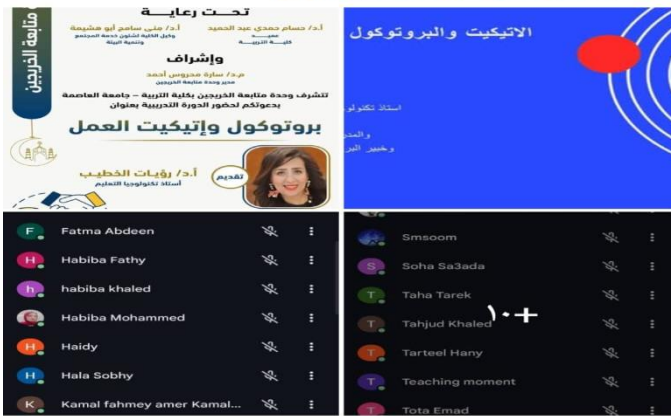 متابعة الخريجين
تحت رعاية
أ.د/ حسام حمدي عبد الحميد
عميد
كلية التربية
أ.د/ منى سامح أبو هشيمة
وكيل الكلية لشئون خدمة المجتمع
وتنمية البيئة
وإشراف
م.د/ سارة محروس أحمد
مدير وحدة متابعة الخريجين
تتشرف وحدة متابعة الخريجين بكلية التربية – جامعة العاصمة
بدعوتكم لحضور الدورة التدريبية بعنوان
بروتوكول وإتيكيت العمل
تقديم
أ.د/ رؤيات الخطيب
أستاذ تكنولوجيا التعليم
الاتيكيت والبروتوكول
استاذ تكنولو
والمد
وخبير البر
F Fatma Abdeen
H Habiba Fathy
h habiba khaled
Habiba Mohammed
H Haidy
H Hala Sobhy
K Kamal fahmey amer Kamal...
Smsoom
S Soha Sa3ada
T Taha Tarek
T Tahjud Khaled
+١٠
T Tarteel Hany
T Teaching moment
T Tota Emad